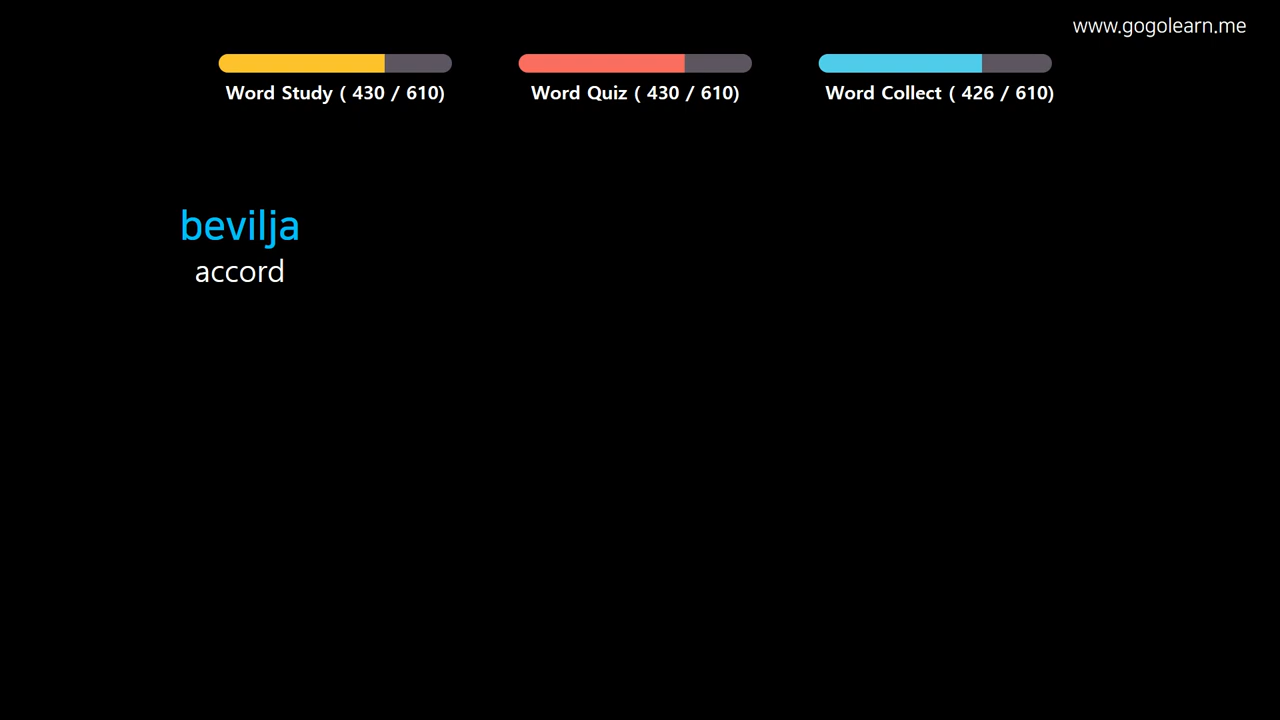 www.gogolearn.me
Word Study ( 430 / 610)
Word Quiz ( 430 / 610)
Word Collect ( 426 / 610)
bevilja
accord